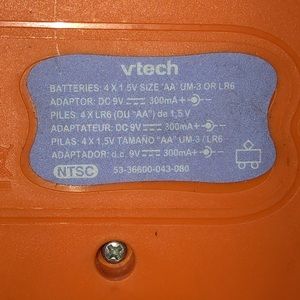 vtech
BATTERIES: 4 X 1.5V SIZE "AA" UM-3 OR LR6
ADAPTOR: DC 9V ⎓ 300mA +
PILES: 4 X LR6 (OU "AA") de 1,5 V
ADAPTATEUR: DC 9V ⎓ 300mA +
PILAS: 4 X 1.5V TAMAÑO "AA" UM-3 / LR6
ADAPTADOR: d.c. 9V ⎓ 300mA +
NTSC 53-36600-043-080